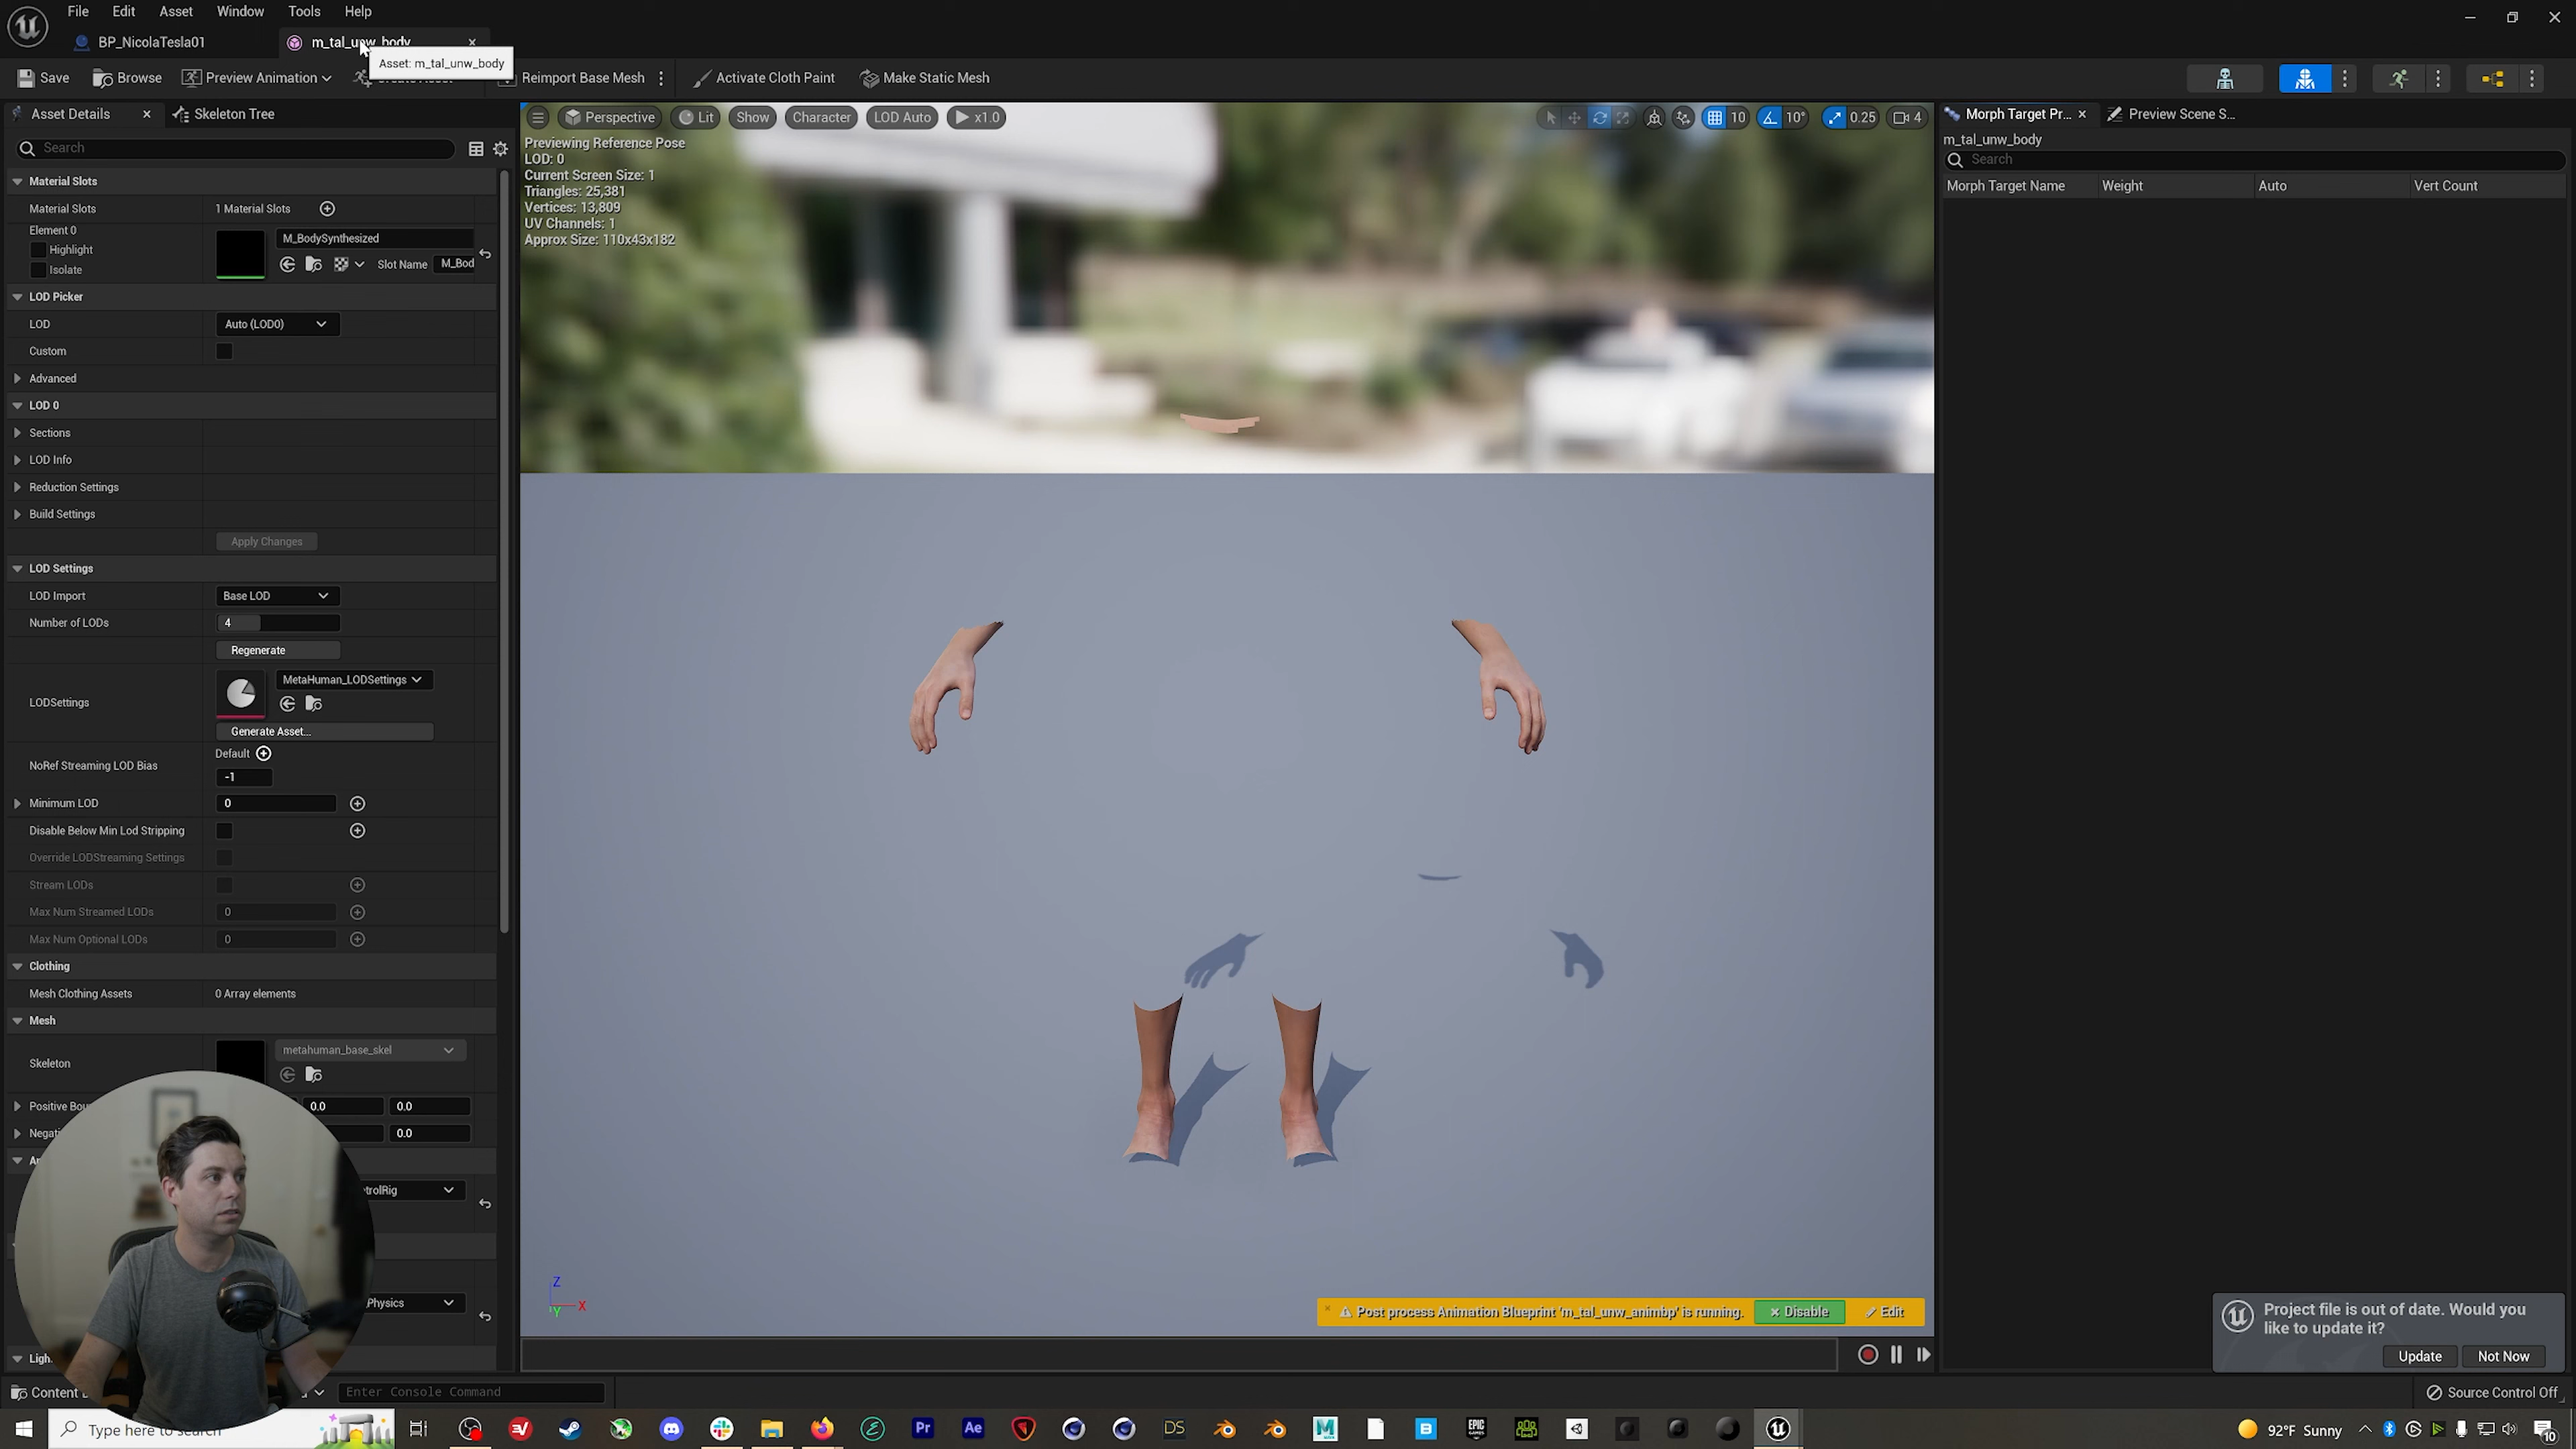 File Edit Asset Window Tools Help
BP_NicolaTesla01 m_tal_unw_body
Asset: m_tal_unw_body
Save Browse Preview Animation Reimport Base Mesh Activate Cloth Paint Make Static Mesh
Asset Details Skeleton Tree
Search
Material Slots
Material Slots 1 Material Slots
Element 0
Highlight
Isolate
M_BodySynthesized
Slot Name M_Bod
LOD Picker
LOD Auto (LOD0)
Custom
Advanced
LOD 0
Sections
LOD Info
Reduction Settings
Build Settings
Apply Changes
LOD Settings
LOD Import Base LOD
Number of LODs 4
Regenerate
LODSettings MetaHuman_LODSettings
Generate Asset...
NoRef Streaming LOD Bias Default
-1
Minimum LOD 0
Disable Below Min Lod Stripping
Override LODStreaming Settings
Stream LODs
Max Num Streamed LODs 0
Max Num Optional LODs 0
Clothing
Mesh Clothing Assets 0 Array elements
Mesh
Skeleton metahuman_base_skel
Positive Bou 0.0 0.0
Negati 0.0
trolRig
Physics
Ligh
Perspective Lit Show Character LOD Auto x1.0
10 10° 0.25 4
Previewing Reference Pose
LOD: 0
Current Screen Size: 1
Triangles: 25,381
Vertices: 13,809
UV Channels: 1
Approx Size: 110x43x182
Z
X
Y
Post process Animation Blueprint 'm_tal_unw_animbp' is running. Disable Edit
Morph Target Pr... Preview Scene S...
m_tal_unw_body
Search
Morph Target Name Weight Auto Vert Count
Project file is out of date. Would you
like to update it?
Update Not Now
Enter Console Command Source Control Off
Type here to search
92°F Sunny
10